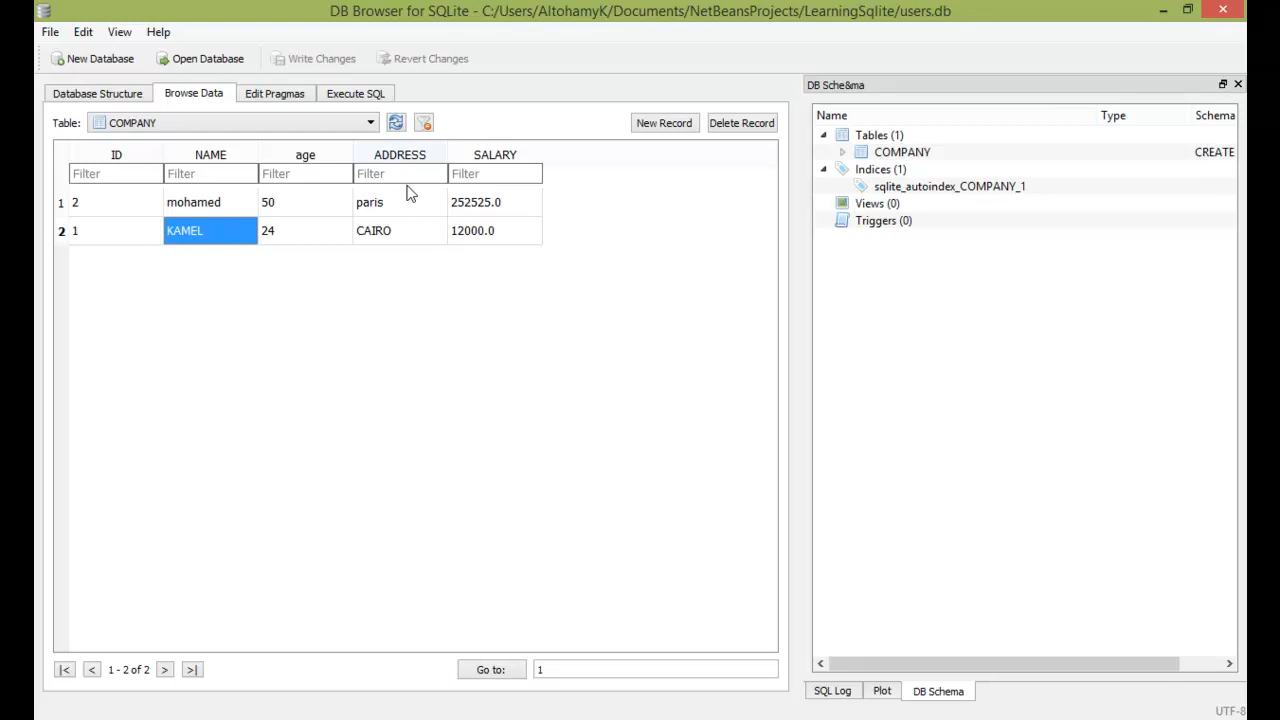 DB Browser for SQLite - C:/Users/AltohamyK/Documents/NetBeansProjects/LearningSqlite/users.db
File Edit View Help
New Database Open Database Write Changes Revert Changes
Database Structure Browse Data Edit Pragmas Execute SQL
Table: COMPANY New Record Delete Record
ID NAME age ADDRESS SALARY
Filter Filter Filter Filter Filter
1 2 mohamed 50 paris 252525.0
2 1 KAMEL 24 CAIRO 12000.0
|< < 1 - 2 of 2 > >| Go to: 1
DB Sche&ma
Name Type Schema
Tables (1)
COMPANY CREATE
Indices (1)
sqlite_autoindex_COMPANY_1
Views (0)
Triggers (0)
SQL Log Plot DB Schema
UTF-8